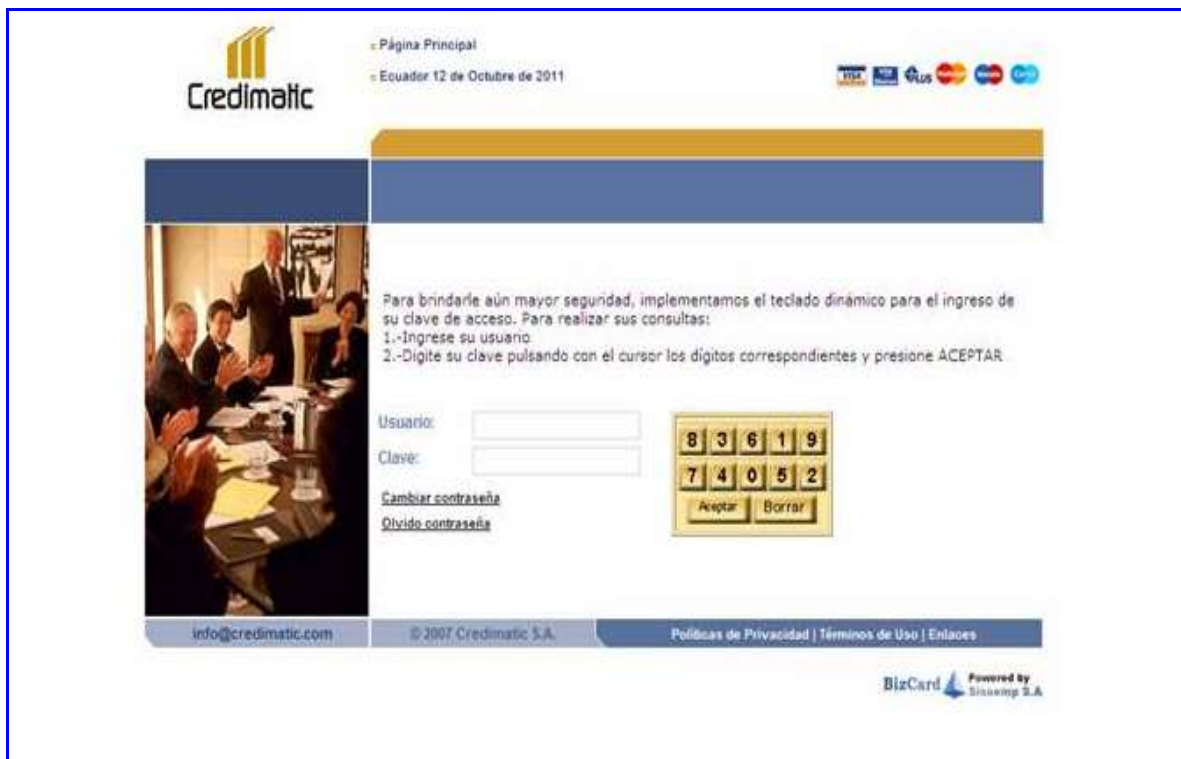 Credimatic
Página Principal
Ecuador 12 de Octubre de 2011
VISA PLUS
Para brindarle aún mayor seguridad, implementamos el teclado dinámico para el ingreso de
su clave de acceso. Para realizar sus consultas:
1.-Ingrese su usuario
2.-Digite su clave pulsando con el cursor los dígitos correspondientes y presione ACEPTAR
Usuario:
Clave:
Cambiar contraseña
Olvido contraseña
8 3 6 1 9
7 4 0 5 2
Aceptar Borrar
info@credimatic.com
© 2007 Credimatic S.A.
Políticas de Privacidad | Términos de Uso | Enlaces
BizCard
Powered by
S.A